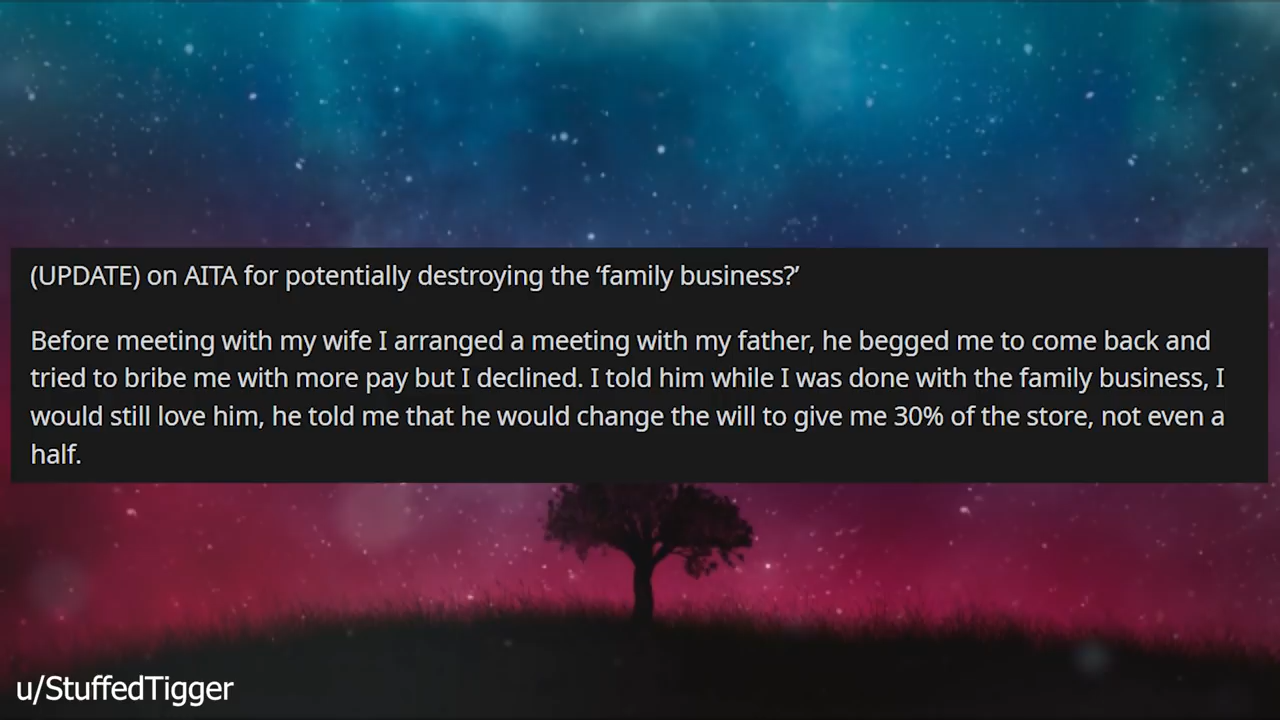 (UPDATE) on AITA for potentially destroying the ‘family business?’
Before meeting with my wife I arranged a meeting with my father, he begged me to come back and
tried to bribe me with more pay but I declined. I told him while I was done with the family business, I
would still love him, he told me that he would change the will to give me 30% of the store, not even a
half.
u/StuffedTigger